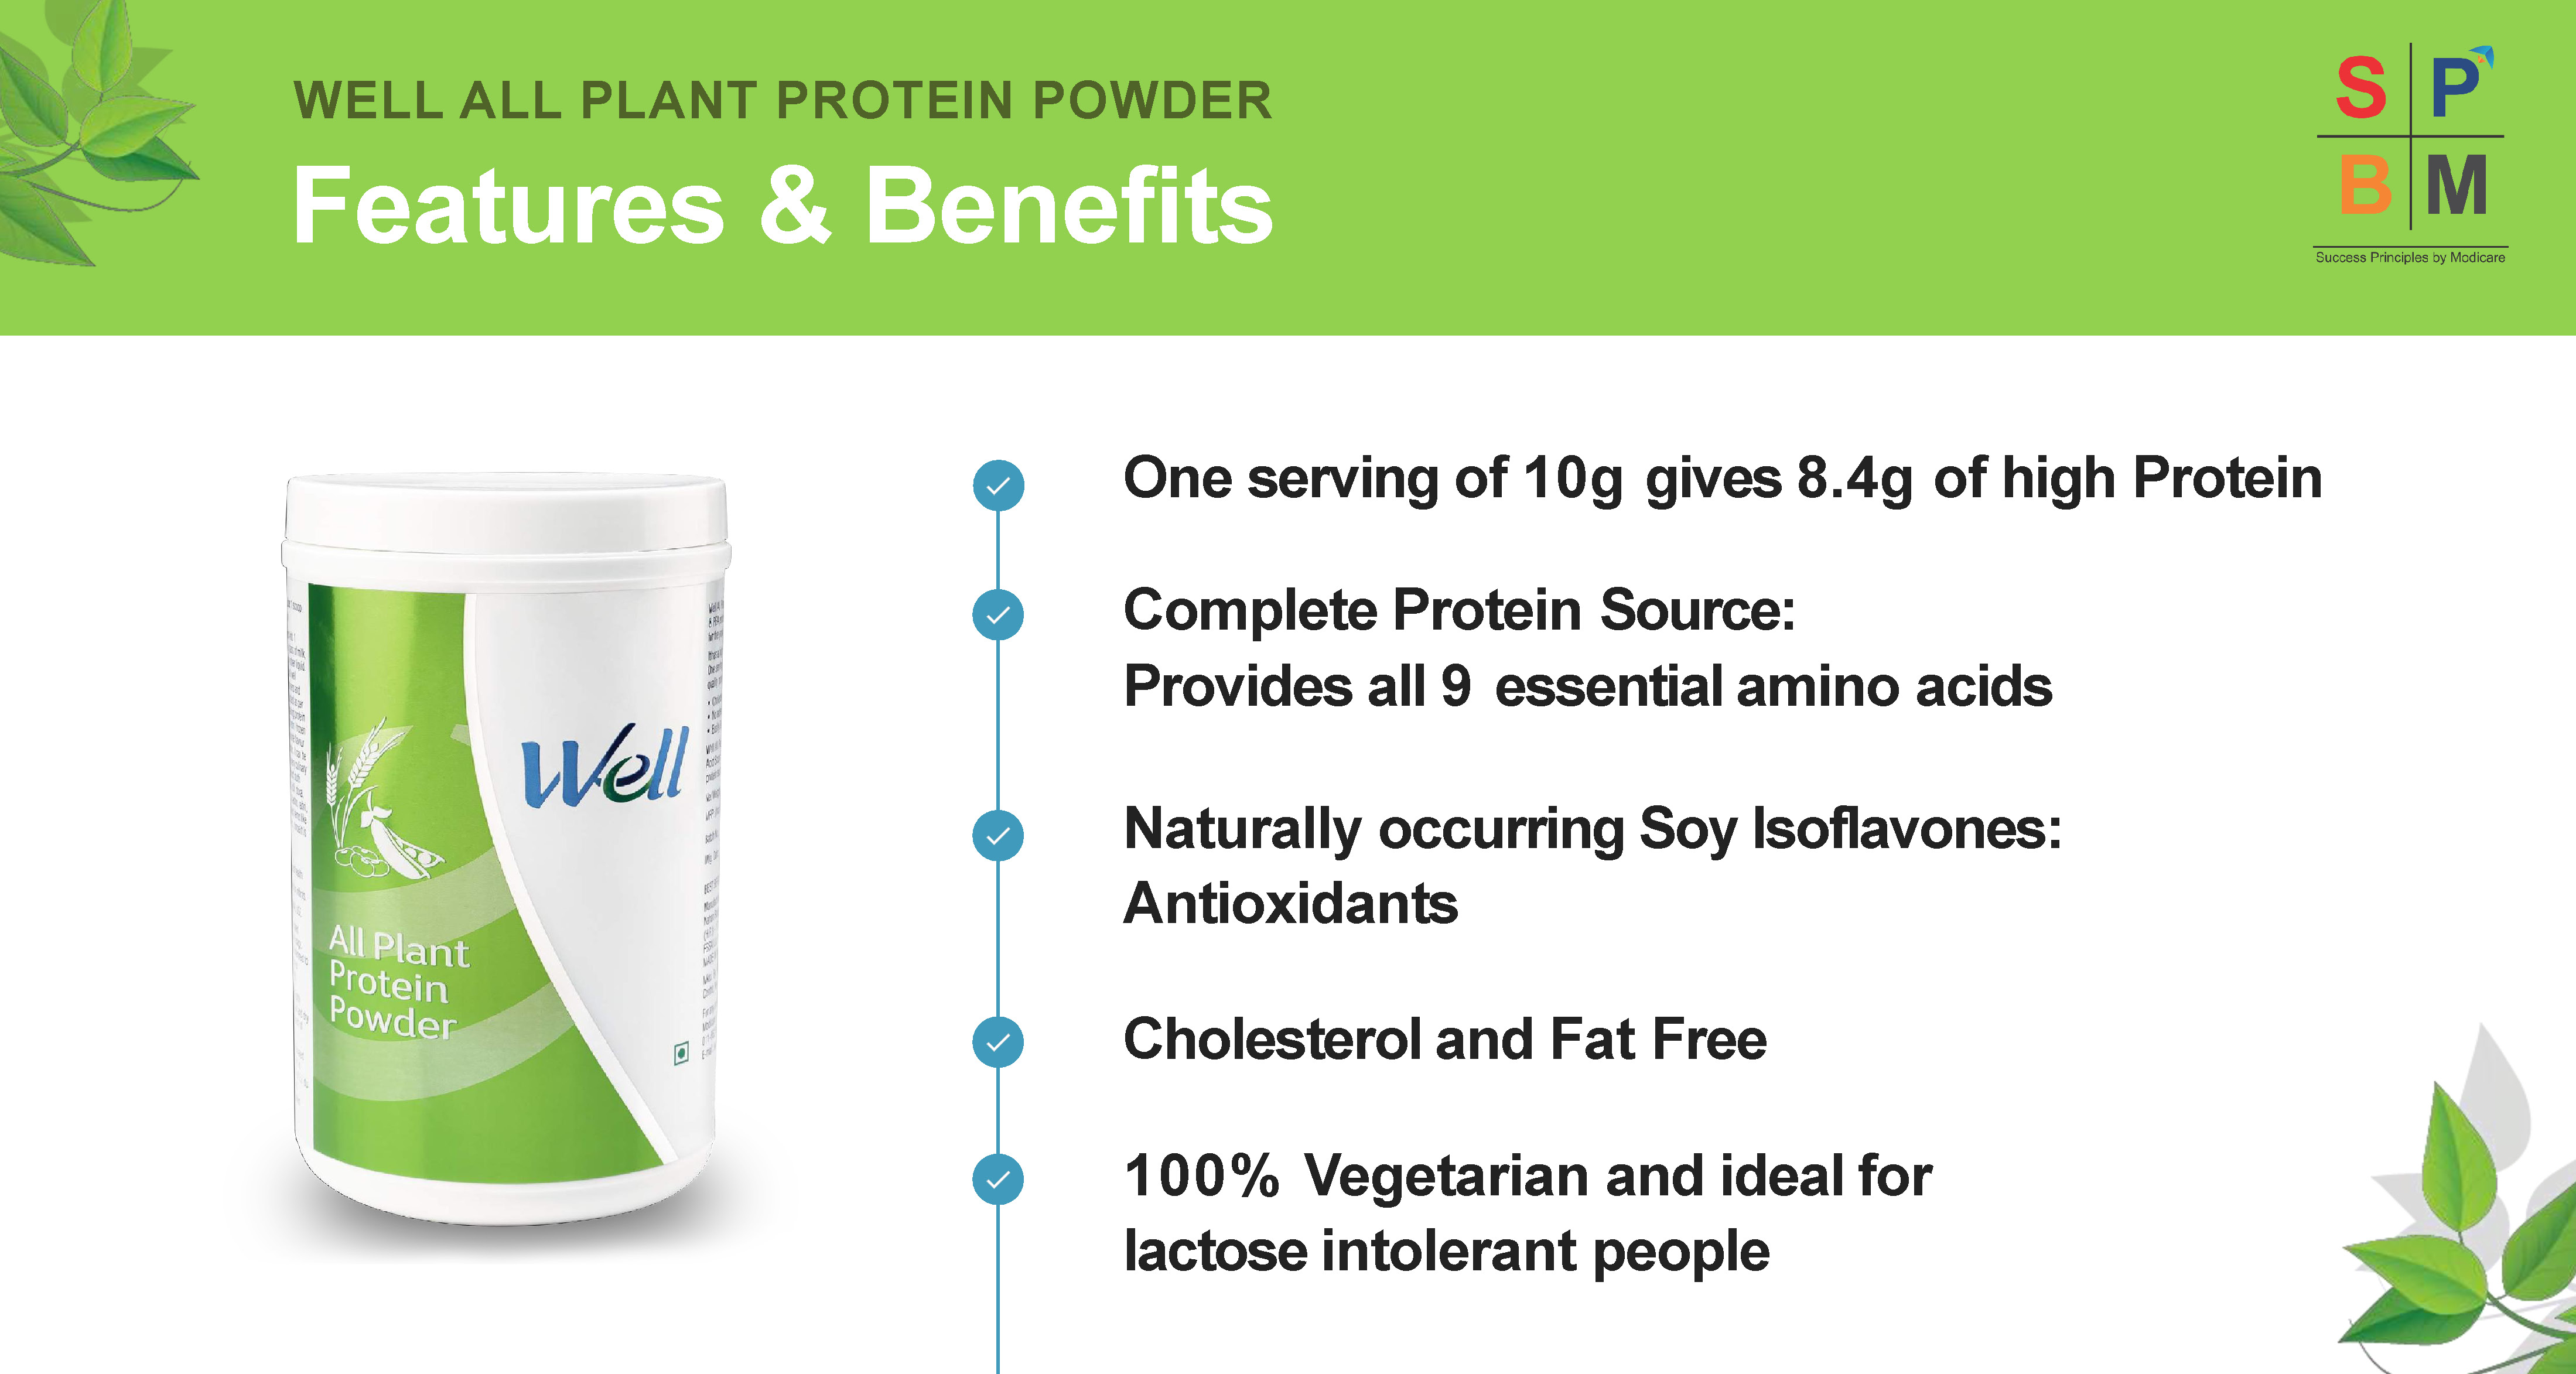 WELL ALL PLANT PROTEIN POWDER
Features & Benefits
S P
B M
Success Principles by Modicare
One serving of 10g gives 8.4g of high Protein
Complete Protein Source:
Provides all 9 essential amino acids
Naturally occurring Soy Isoflavones:
Antioxidants
Cholesterol and Fat Free
100% Vegetarian and ideal for
lactose intolerant people
Well
All Plant
Protein
Powder